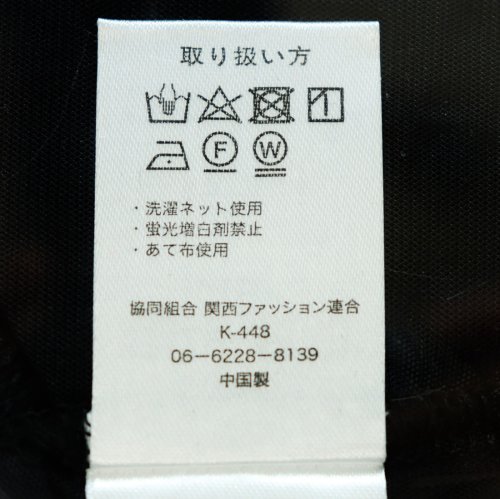 取り扱い方
F W
・洗濯ネット使用
・蛍光増白剤禁止
・あて布使用
協同組合 関西ファッション連合
K-448
06-6228-8139
中国製